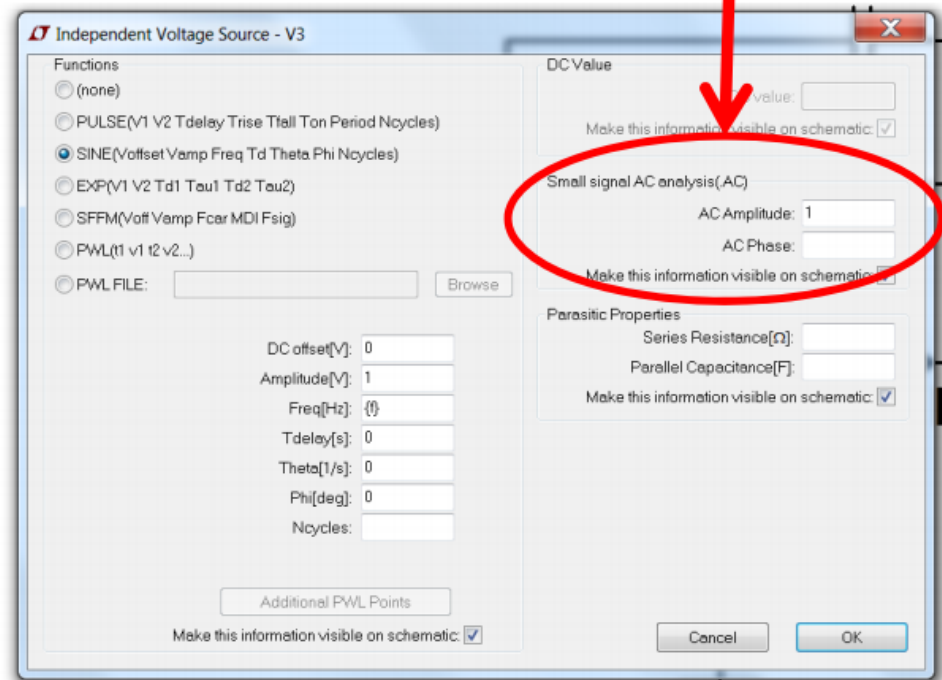 Independent Voltage Source - V3
Functions
(none)
PULSE(V1 V2 Tdelay Trise Tfall Ton Period Ncycles)
SINE(Voffset Vamp Freq Td Theta Phi Ncycles)
EXP(V1 V2 Td1 Tau1 Td2 Tau2)
SFFM(Voff Vamp Fcar MDI Fsig)
PWL(t1 v1 t2 v2...)
PWL FILE:
Browse
DC offset[V]: 0
Amplitude[V]: 1
Freq[Hz]: {f}
Tdelay[s]: 0
Theta[1/s]: 0
Phi[deg]: 0
Ncycles:
Additional PWL Points
Make this information visible on schematic:
DC Value
value:
Make this information visible on schematic:
Small signal AC analysis(.AC)
AC Amplitude: 1
AC Phase:
Make this information visible on schematic:
Parasitic Properties
Series Resistance[Ω]:
Parallel Capacitance[F]:
Make this information visible on schematic:
Cancel
OK